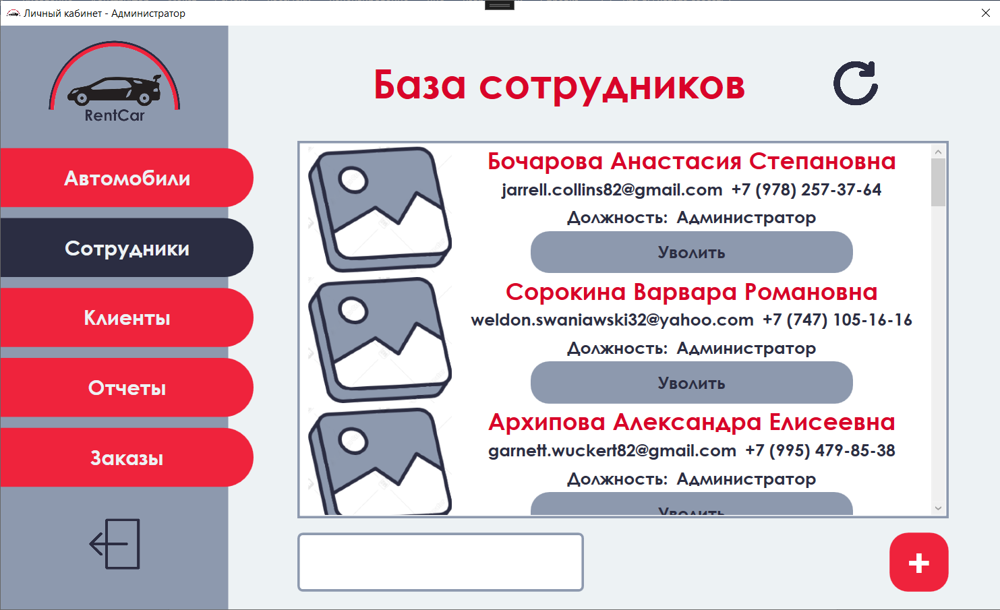 Личный кабинет - Администратор
RentCar
База сотрудников
Автомобили
Сотрудники
Клиенты
Отчеты
Заказы
Бочарова Анастасия Степановна
jarrell.collins82@gmail.com +7 (978) 257-37-64
Должность: Администратор
Уволить
Сорокина Варвара Романовна
weldon.swaniawski32@yahoo.com +7 (747) 105-16-16
Должность: Администратор
Уволить
Архипова Александра Елисеевна
garnett.wuckert82@gmail.com +7 (995) 479-85-38
Должность: Администратор
Уволить
+